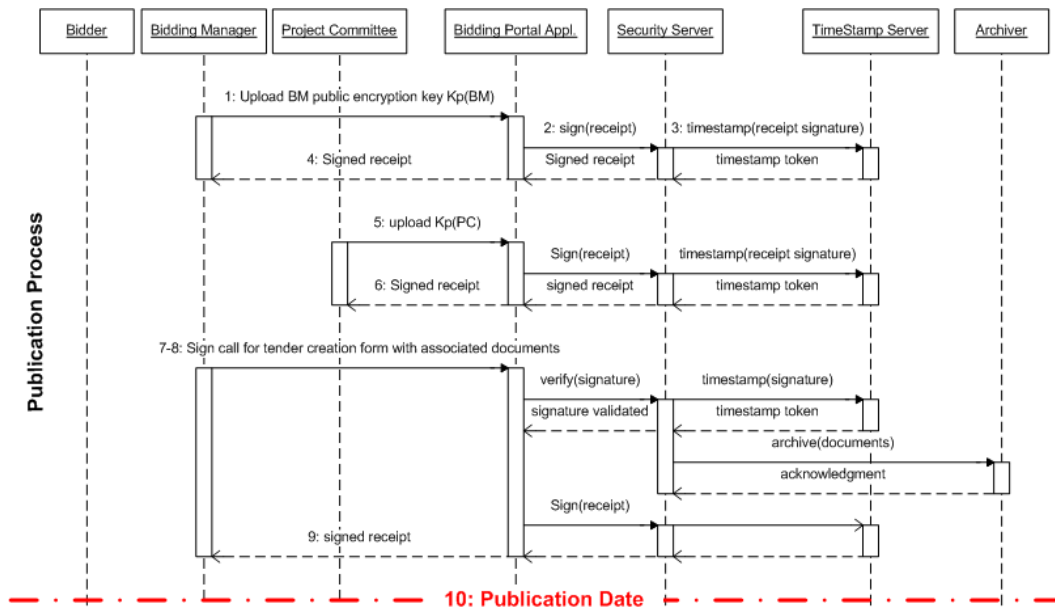 Bidder
Bidding Manager
Project Committee
Bidding Portal Appl.
Security Server
TimeStamp Server
Archiver
Publication Process
1: Upload BM public encryption key Kp(BM)
2: sign(receipt)
3: timestamp(receipt signature)
4: Signed receipt
Signed receipt
timestamp token
5: upload Kp(PC)
Sign(receipt)
timestamp(receipt signature)
6: Signed receipt
signed receipt
timestamp token
7-8: Sign call for tender creation form with associated documents
verify(signature)
timestamp(signature)
signature validated
timestamp token
archive(documents)
acknowledgment
Sign(receipt)
9: signed receipt
10: Publication Date